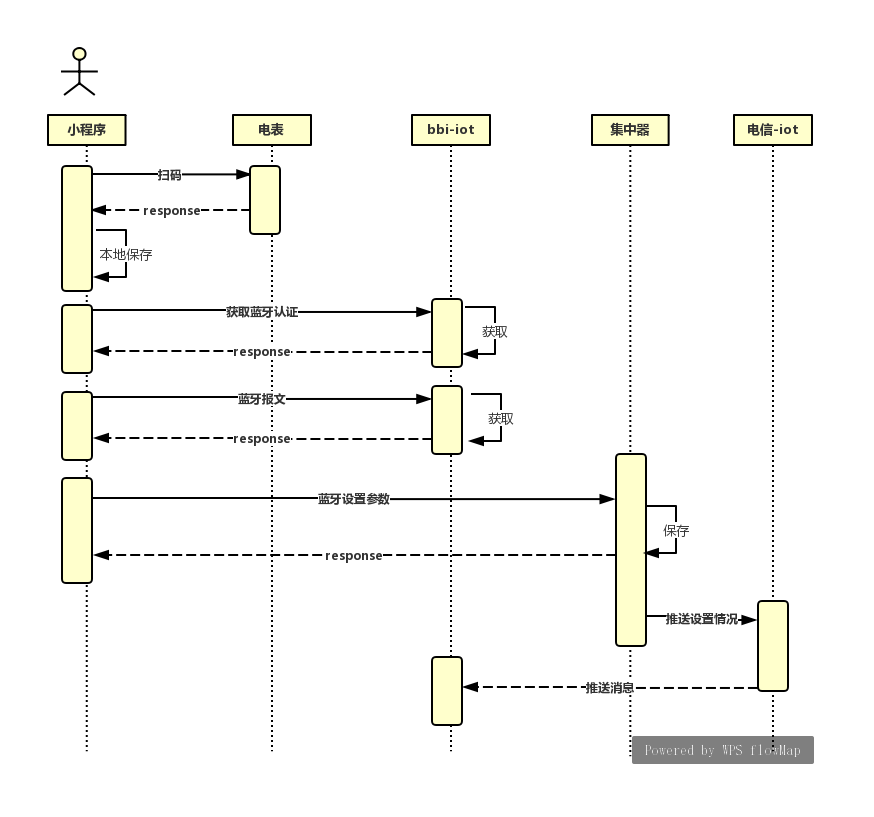 小程序
电表
bbi-iot
集中器
电信-iot
扫码
response
本地保存
获取蓝牙认证
获取
response
蓝牙报文
获取
response
蓝牙设置参数
保存
response
推送设置情况
推送消息
Powered by WPS flowMap